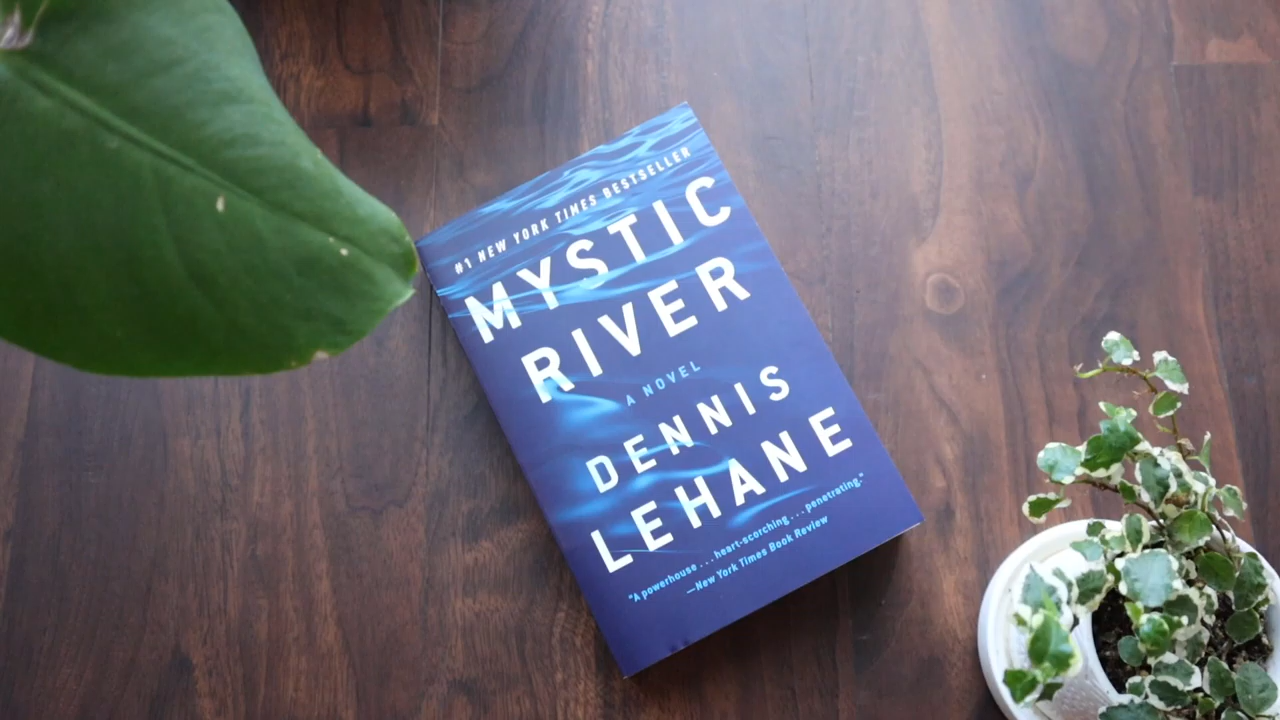 #1 NEW YORK TIMES BESTSELLER
MYSTIC
RIVER
A NOVEL
DENNIS
LEHANE
"A powerhouse . . . heart-scorching . . . penetrating."
—New York Times Book Review